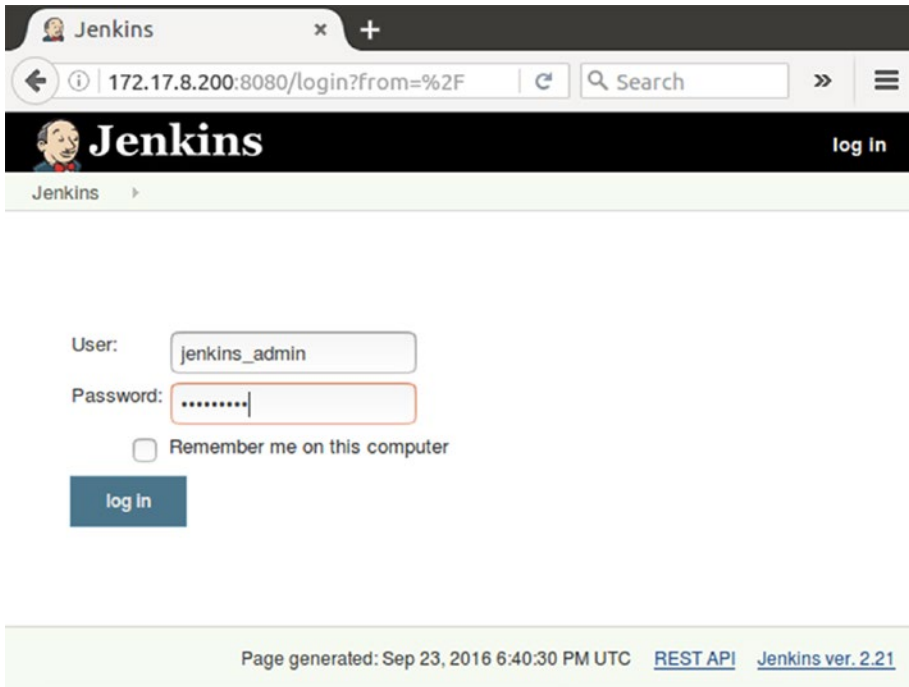 Jenkins
172.17.8.200:8080/login?from=%2F
Search
Jenkins
log in
Jenkins
User:
jenkins_admin
Password:
•••••••••
Remember me on this computer
log in
Page generated: Sep 23, 2016 6:40:30 PM UTC REST API Jenkins ver. 2.21